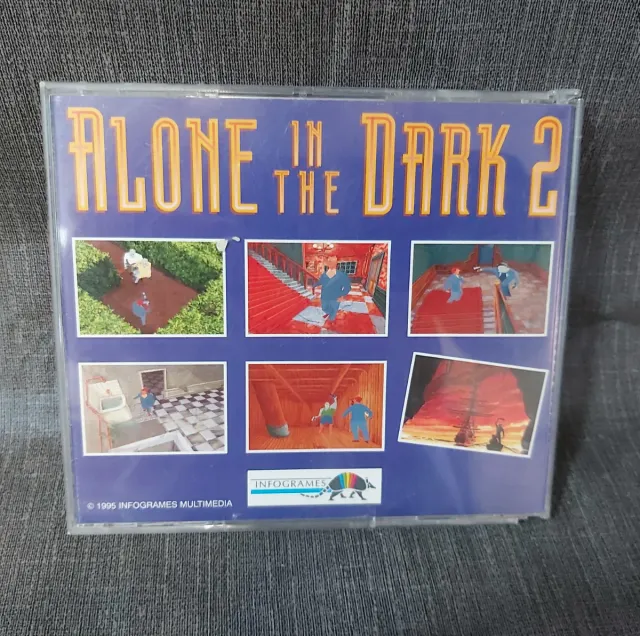 ALONE IN THE DARK 2
INFOGRAMES
© 1995 INFOGRAMES MULTIMEDIA